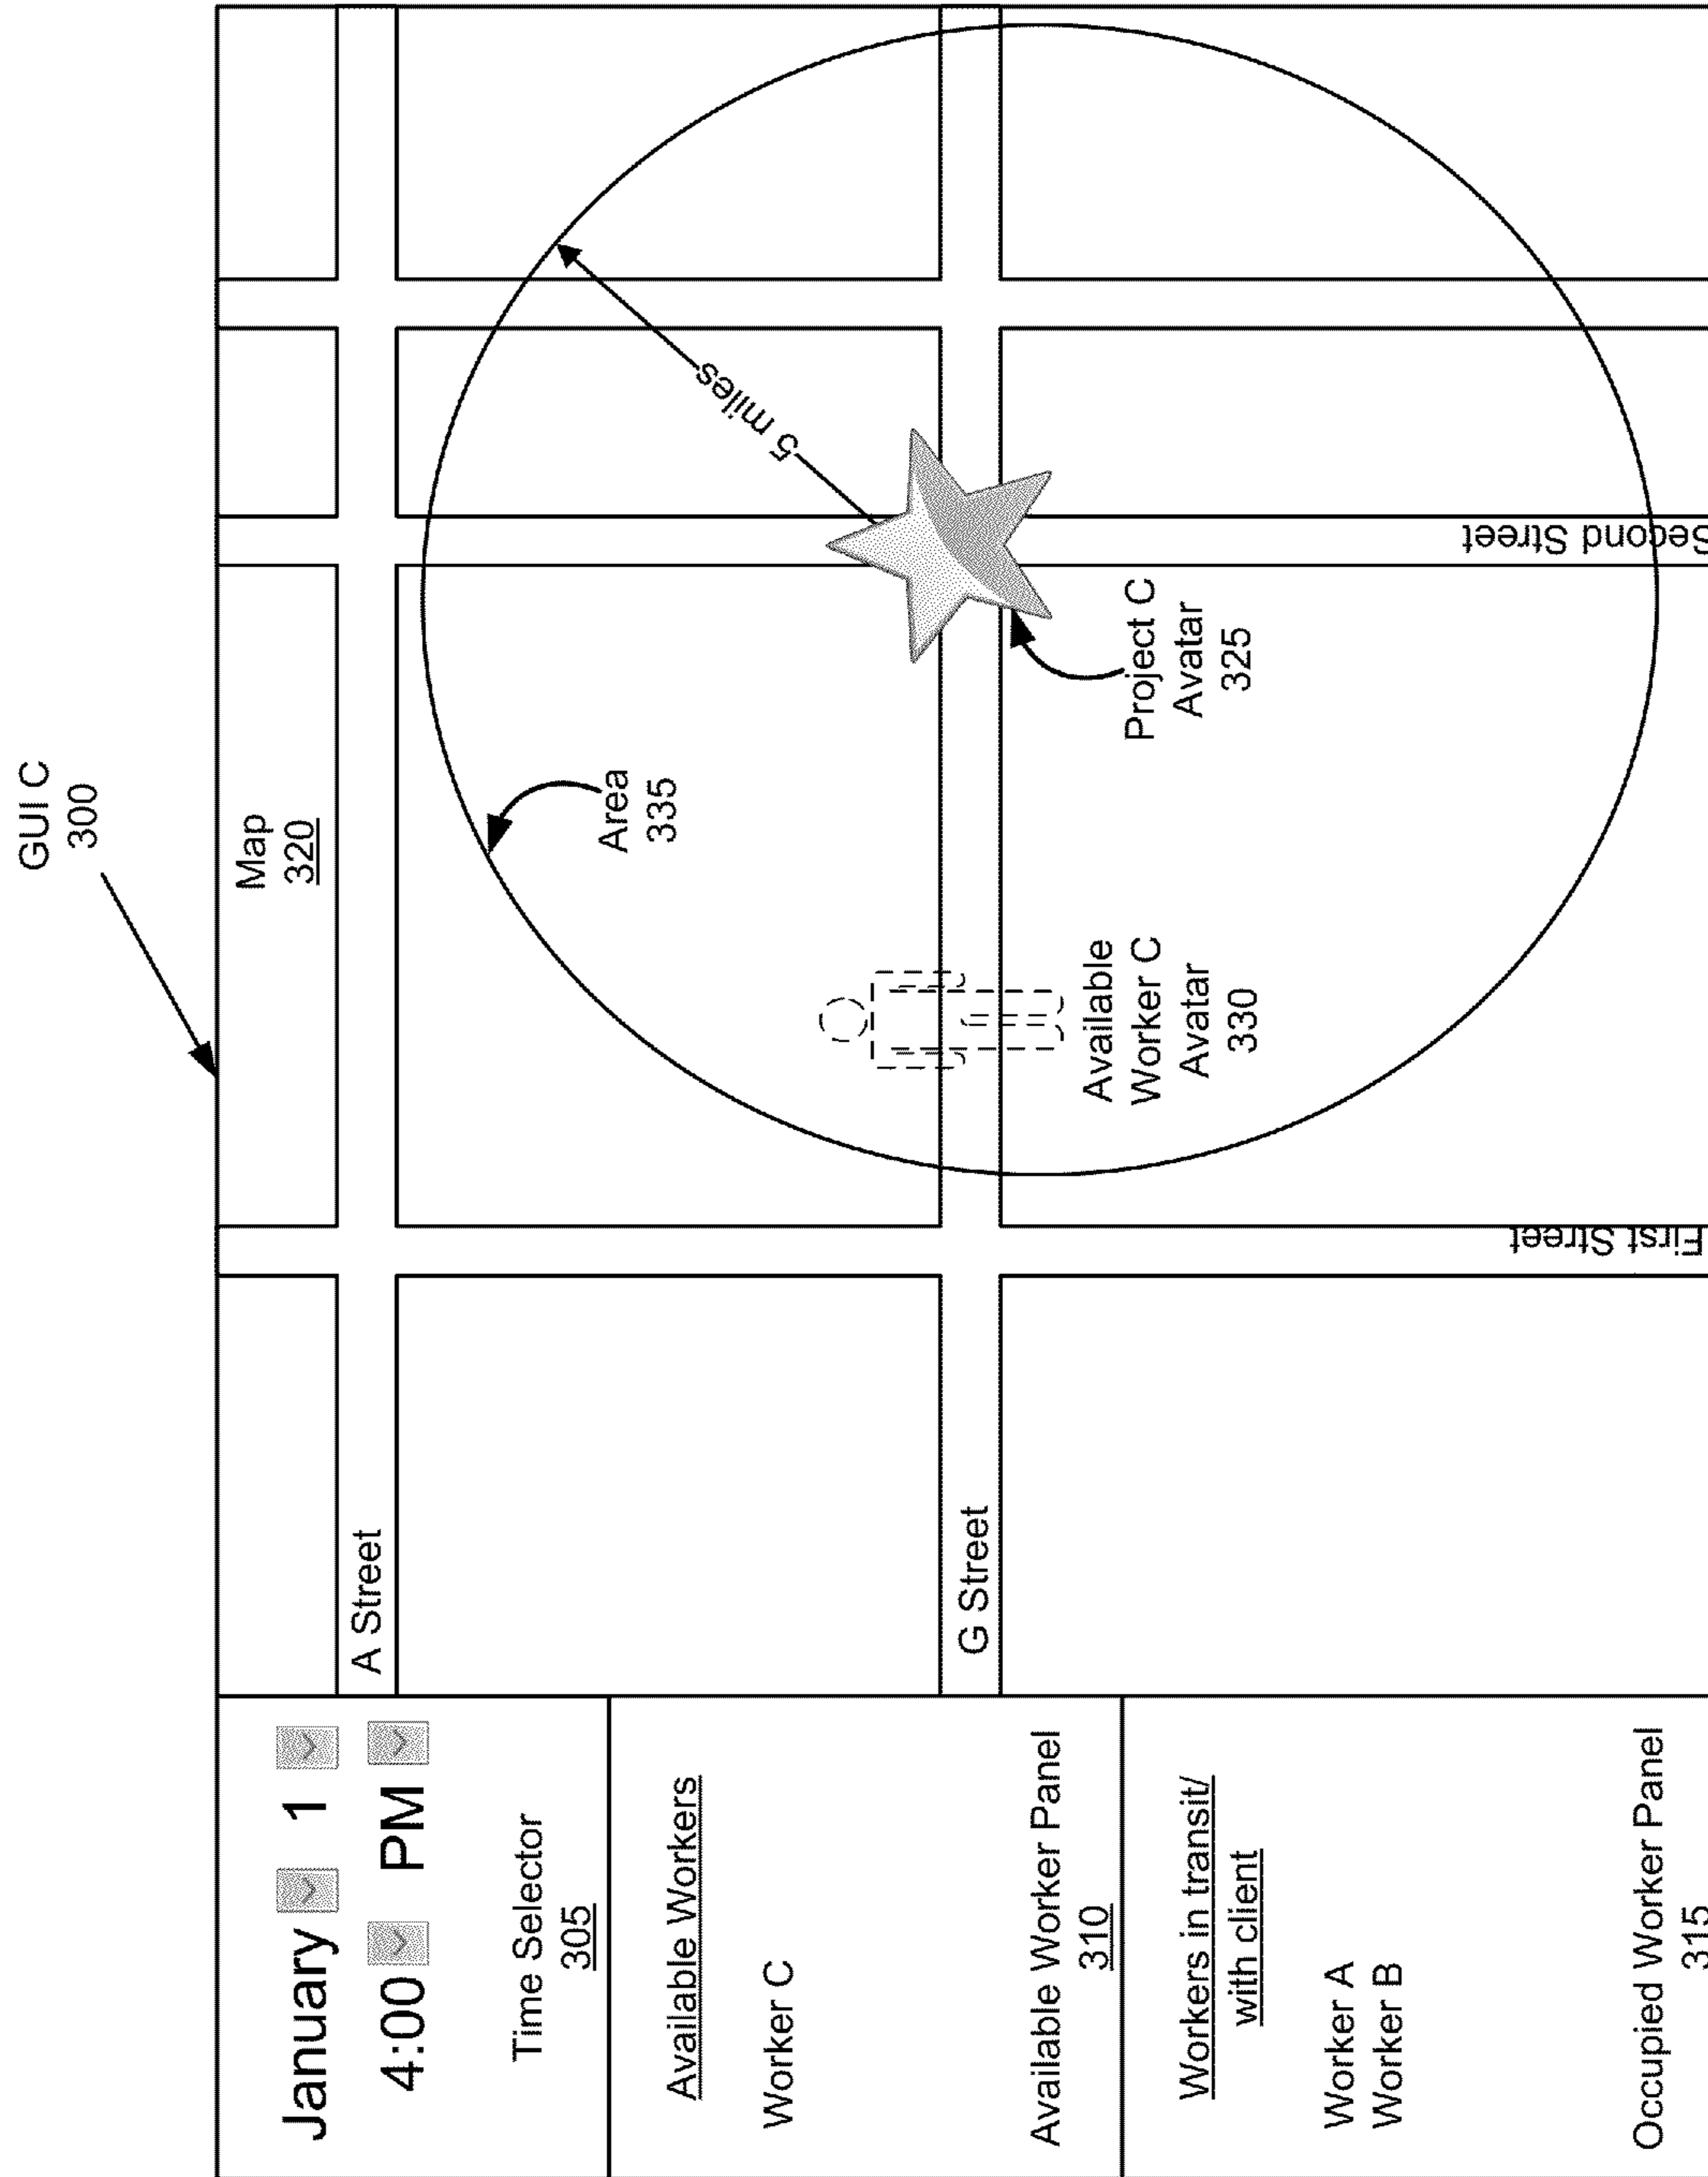 GUI C
300
January 1
4:00 PM
Time Selector
305
Available Workers
Worker C
Available Worker Panel
310
Workers in transit/
with client
Worker A
Worker B
Occupied Worker Panel
315
Map
320
A Street
G Street
First Street
Second Street
Area
335
5 miles
Project C
Avatar
325
Available
Worker C
Avatar
330